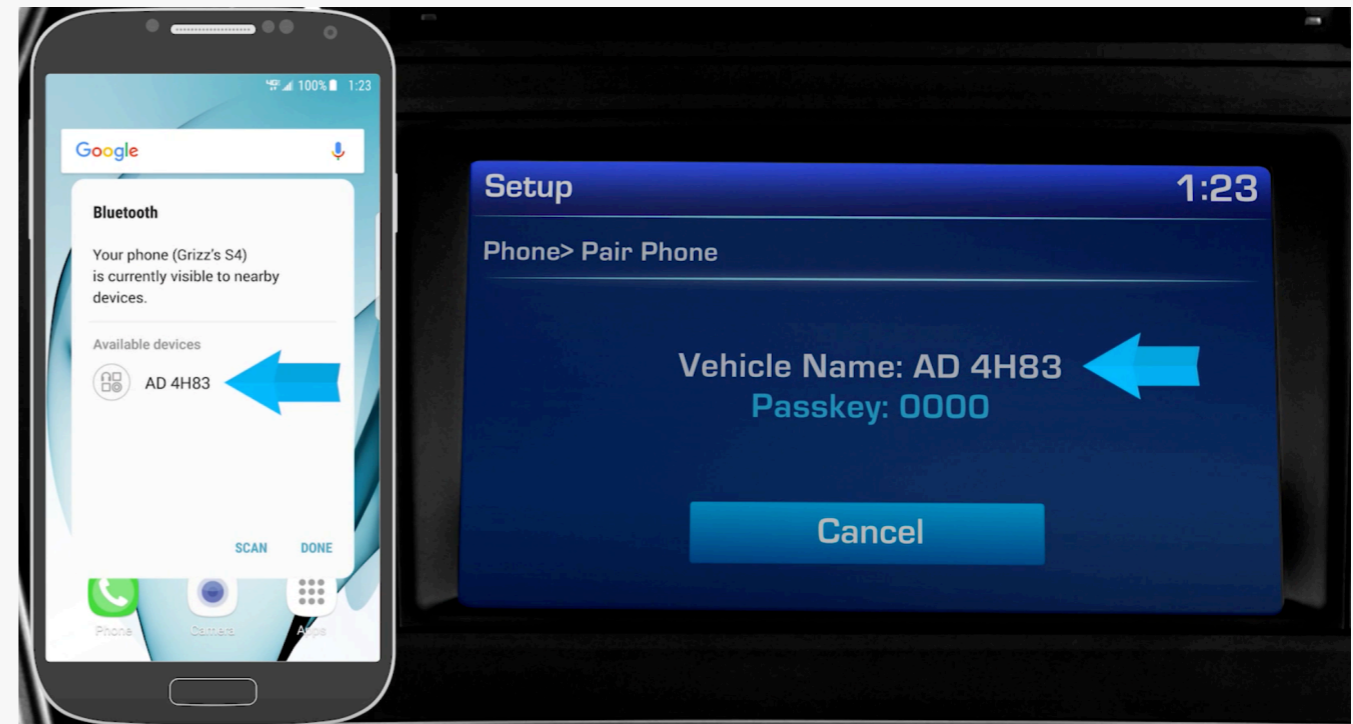 100% 1:23
Google
Bluetooth
Your phone (Grizz's S4)
is currently visible to nearby
devices.
Available devices
AD 4H83
SCAN DONE
Phone Camera Apps
Setup 1:23
Phone> Pair Phone
Vehicle Name: AD 4H83
Passkey: 0000
Cancel